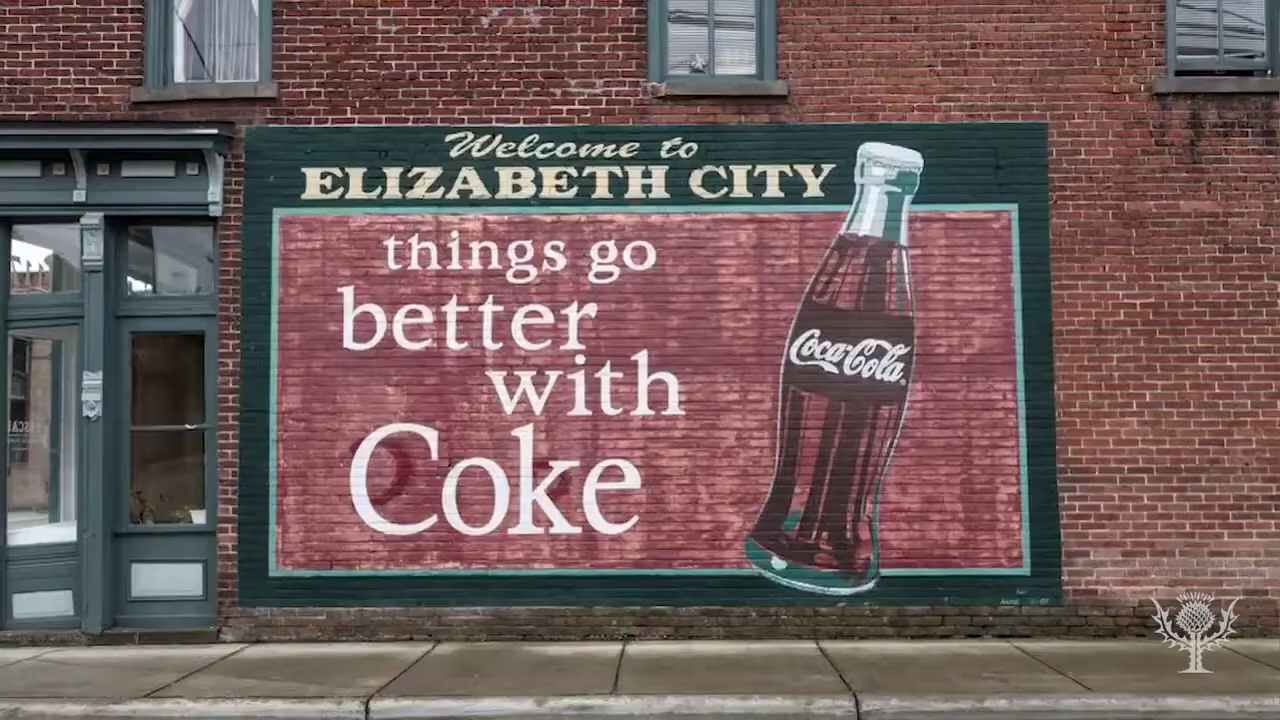 Welcome to
ELIZABETH CITY
things go
better
with
Coke
Coca-Cola